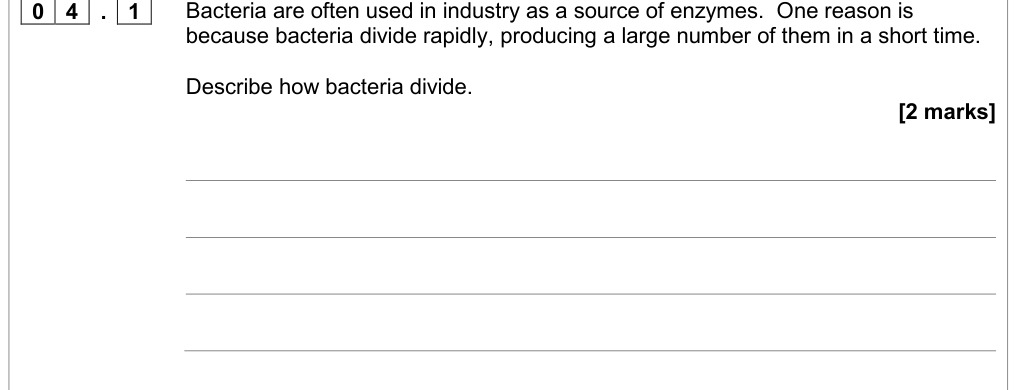 0 4 . 1 Bacteria are often used in industry as a source of enzymes. One reason is
because bacteria divide rapidly, producing a large number of them in a short time.
Describe how bacteria divide.
[2 marks]